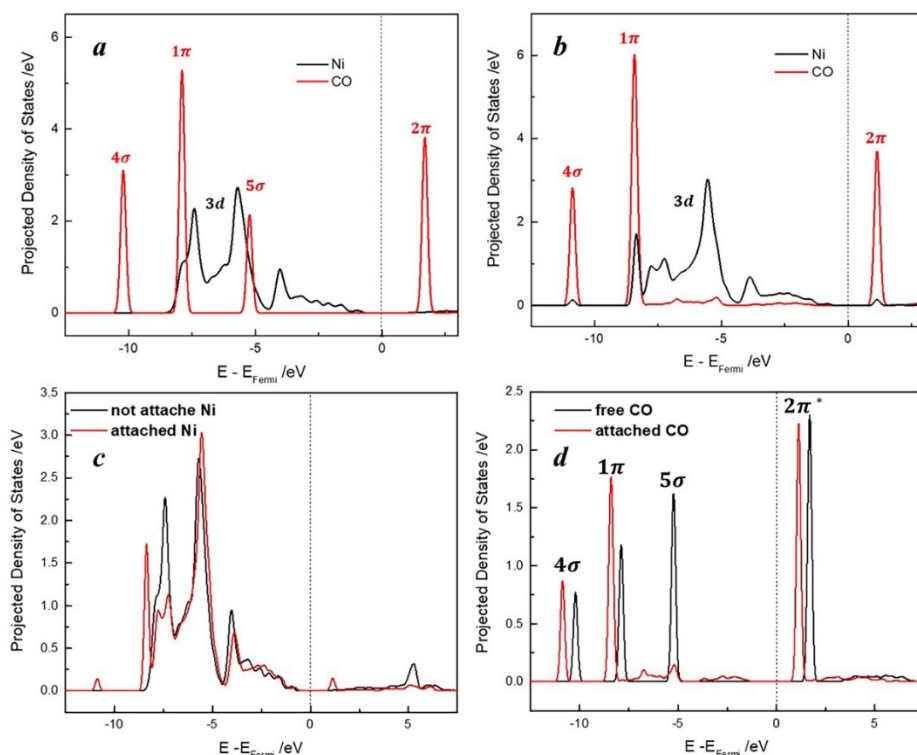 a
1π
Ni
CO
4σ
3d
5σ
2π
Projected Density of States /eV
6
4
2
0
-10
-5
0
E - E_Fermi /eV
b
1π
Ni
CO
4σ
3d
2π
Projected Density of States /eV
6
4
2
0
-10
-5
0
E - E_Fermi /eV
not attache Ni
attached Ni
c
Projected Density of States /eV
3.0
2.5
2.0
1.5
1.0
0.5
0.0
3.5
-10
-5
0
5
E -E_Fermi /eV
free CO
attached CO
d
2π*
1π
5σ
4σ
Projected Density of States /eV
2.5
2.0
1.5
1.0
0.5
0.0
-10
-5
0
5
E -E_Fermi /eV